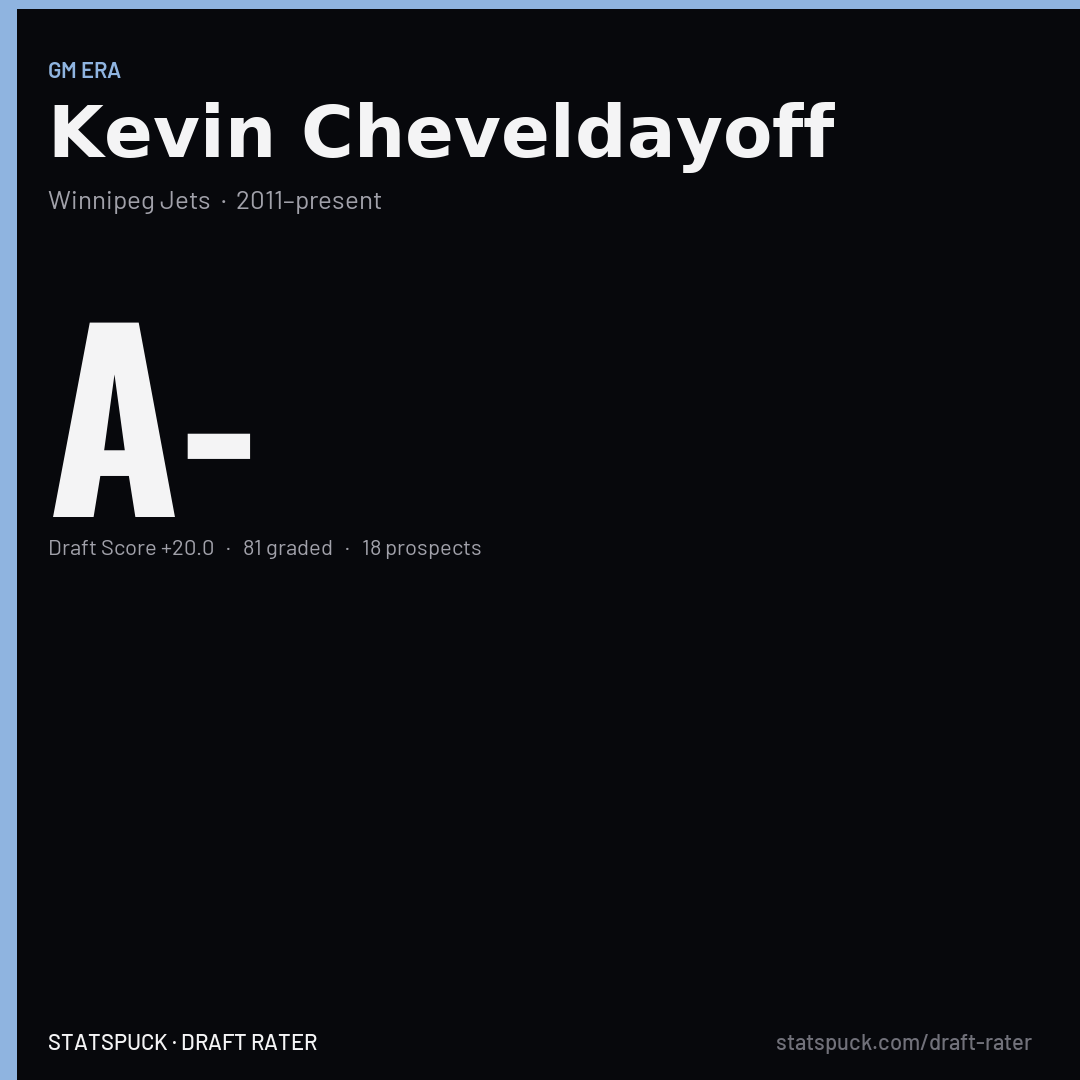 GM ERA
Kevin Cheveldayoff
Winnipeg Jets · 2011–present
A-
Draft Score +20.0 · 81 graded · 18 prospects
STATSPUCK · DRAFT RATER
statspuck.com/draft-rater